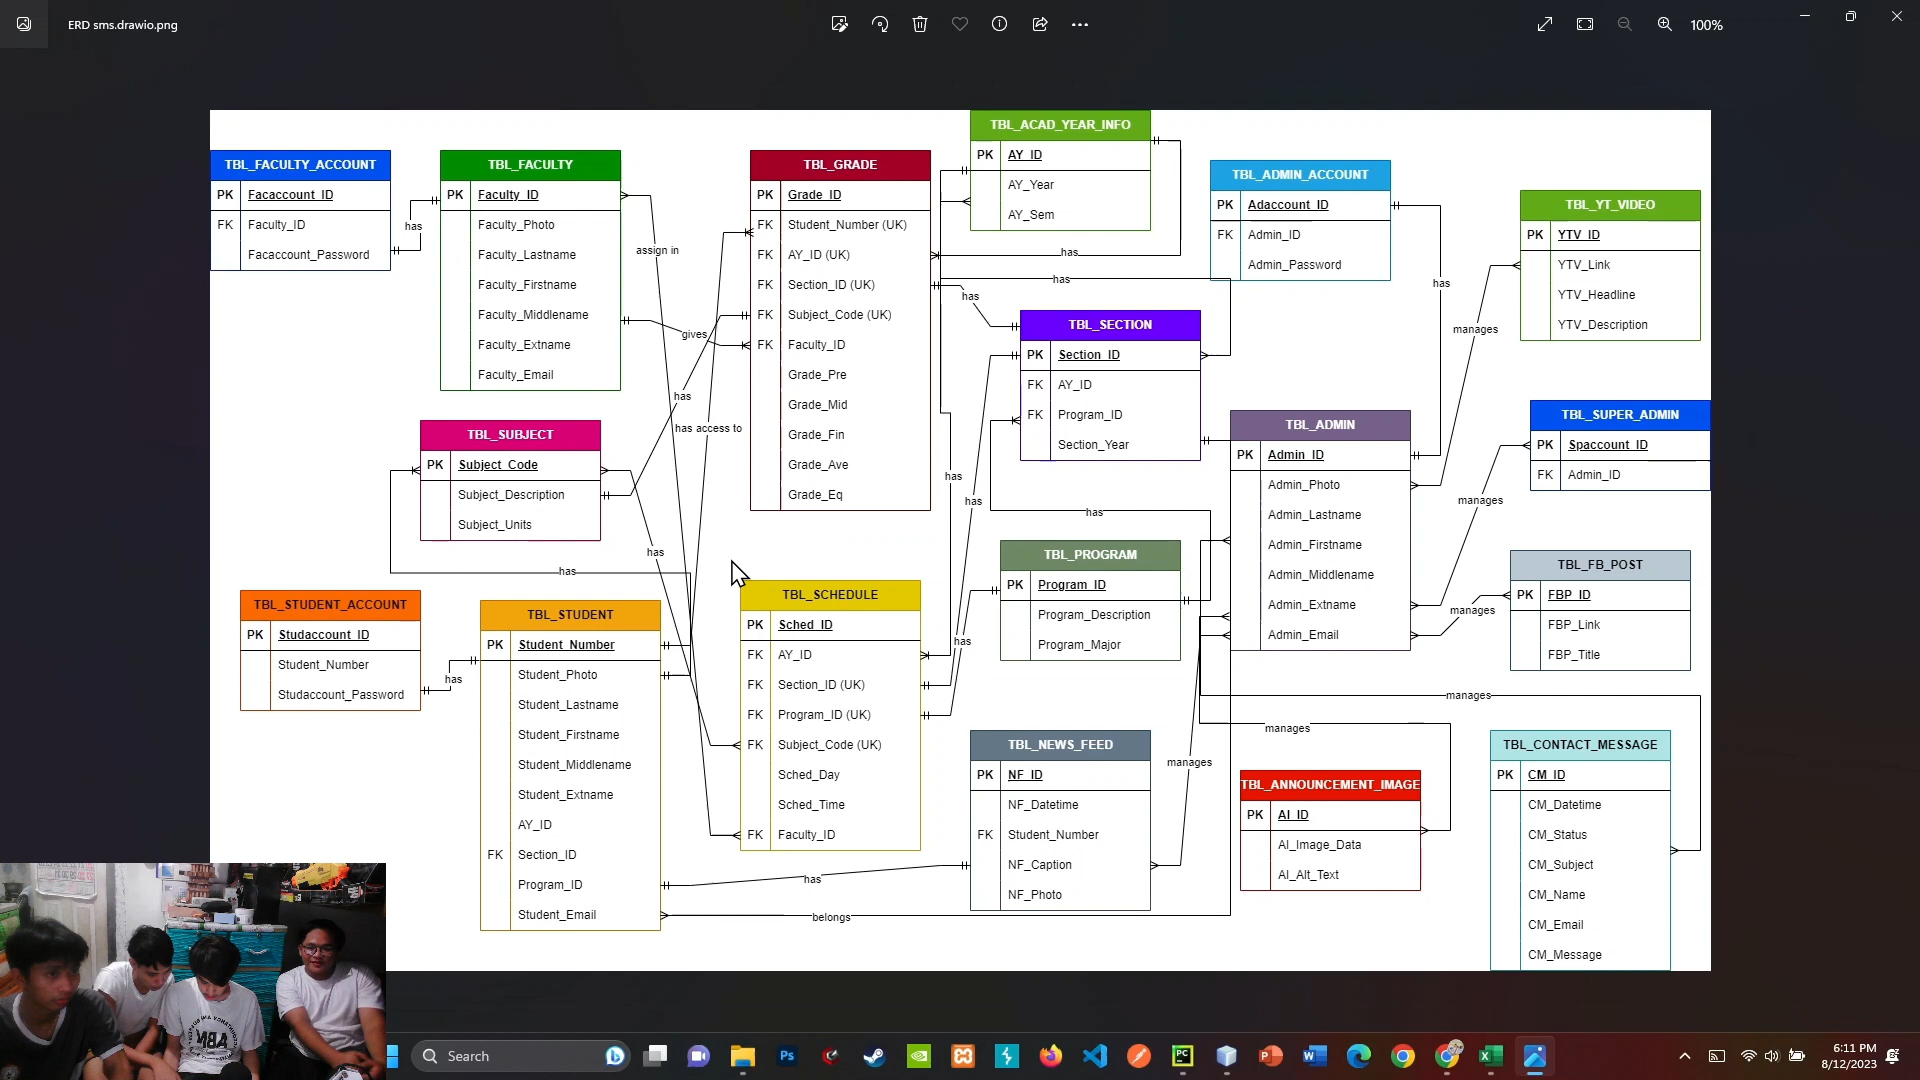 ERD sms.drawio.png
100%
TBL_FACULTY_ACCOUNT
PK Facaccount_ID
FK Faculty_ID
Facaccount_Password
has
TBL_FACULTY
PK Faculty_ID
Faculty_Photo
Faculty_Lastname
Faculty_Firstname
Faculty_Middlename
Faculty_Extname
Faculty_Email
assign in
gives
TBL_GRADE
PK Grade_ID
FK Student_Number (UK)
FK AY_ID (UK)
FK Section_ID (UK)
FK Subject_Code (UK)
FK Faculty_ID
Grade_Pre
Grade_Mid
Grade_Fin
Grade_Ave
Grade_Eq
TBL_ACAD_YEAR_INFO
PK AY_ID
AY_Year
AY_Sem
has
has
has
TBL_ADMIN_ACCOUNT
PK Adaccount_ID
FK Admin_ID
Admin_Password
has
TBL_YT_VIDEO
PK YTV_ID
YTV_Link
YTV_Headline
YTV_Description
manages
TBL_SECTION
PK Section_ID
FK AY_ID
FK Program_ID
Section_Year
TBL_SUBJECT
PK Subject_Code
Subject_Description
Subject_Units
has
has access to
has
has
has
has
has
TBL_ADMIN
PK Admin_ID
Admin_Photo
Admin_Lastname
Admin_Firstname
Admin_Middlename
Admin_Extname
Admin_Email
TBL_SUPER_ADMIN
PK Spaccount_ID
FK Admin_ID
manages
TBL_STUDENT_ACCOUNT
PK Studaccount_ID
Student_Number
Studaccount_Password
has
TBL_STUDENT
PK Student_Number
Student_Photo
Student_Lastname
Student_Firstname
Student_Middlename
Student_Extname
AY_ID
FK Section_ID
Program_ID
Student_Email
TBL_SCHEDULE
PK Sched_ID
FK AY_ID
FK Section_ID (UK)
FK Program_ID (UK)
FK Subject_Code (UK)
Sched_Day
Sched_Time
FK Faculty_ID
has
TBL_PROGRAM
PK Program_ID
Program_Description
Program_Major
TBL_FB_POST
PK FBP_ID
FBP_Link
FBP_Title
manages
manages
manages
manages
TBL_NEWS_FEED
PK NF_ID
NF_Datetime
FK Student_Number
NF_Caption
NF_Photo
has
belongs
TBL_ANNOUNCEMENT_IMAGE
PK AI_ID
AI_Image_Data
AI_Alt_Text
TBL_CONTACT_MESSAGE
PK CM_ID
CM_Datetime
CM_Status
CM_Subject
CM_Name
CM_Email
CM_Message
Search
Ps
PC
6:11 PM
8/12/2023